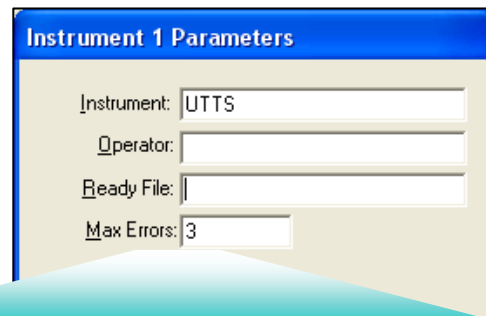 Instrument 1 Parameters
Instrument: UTTS
Operator:
Ready File:
Max Errors: 3